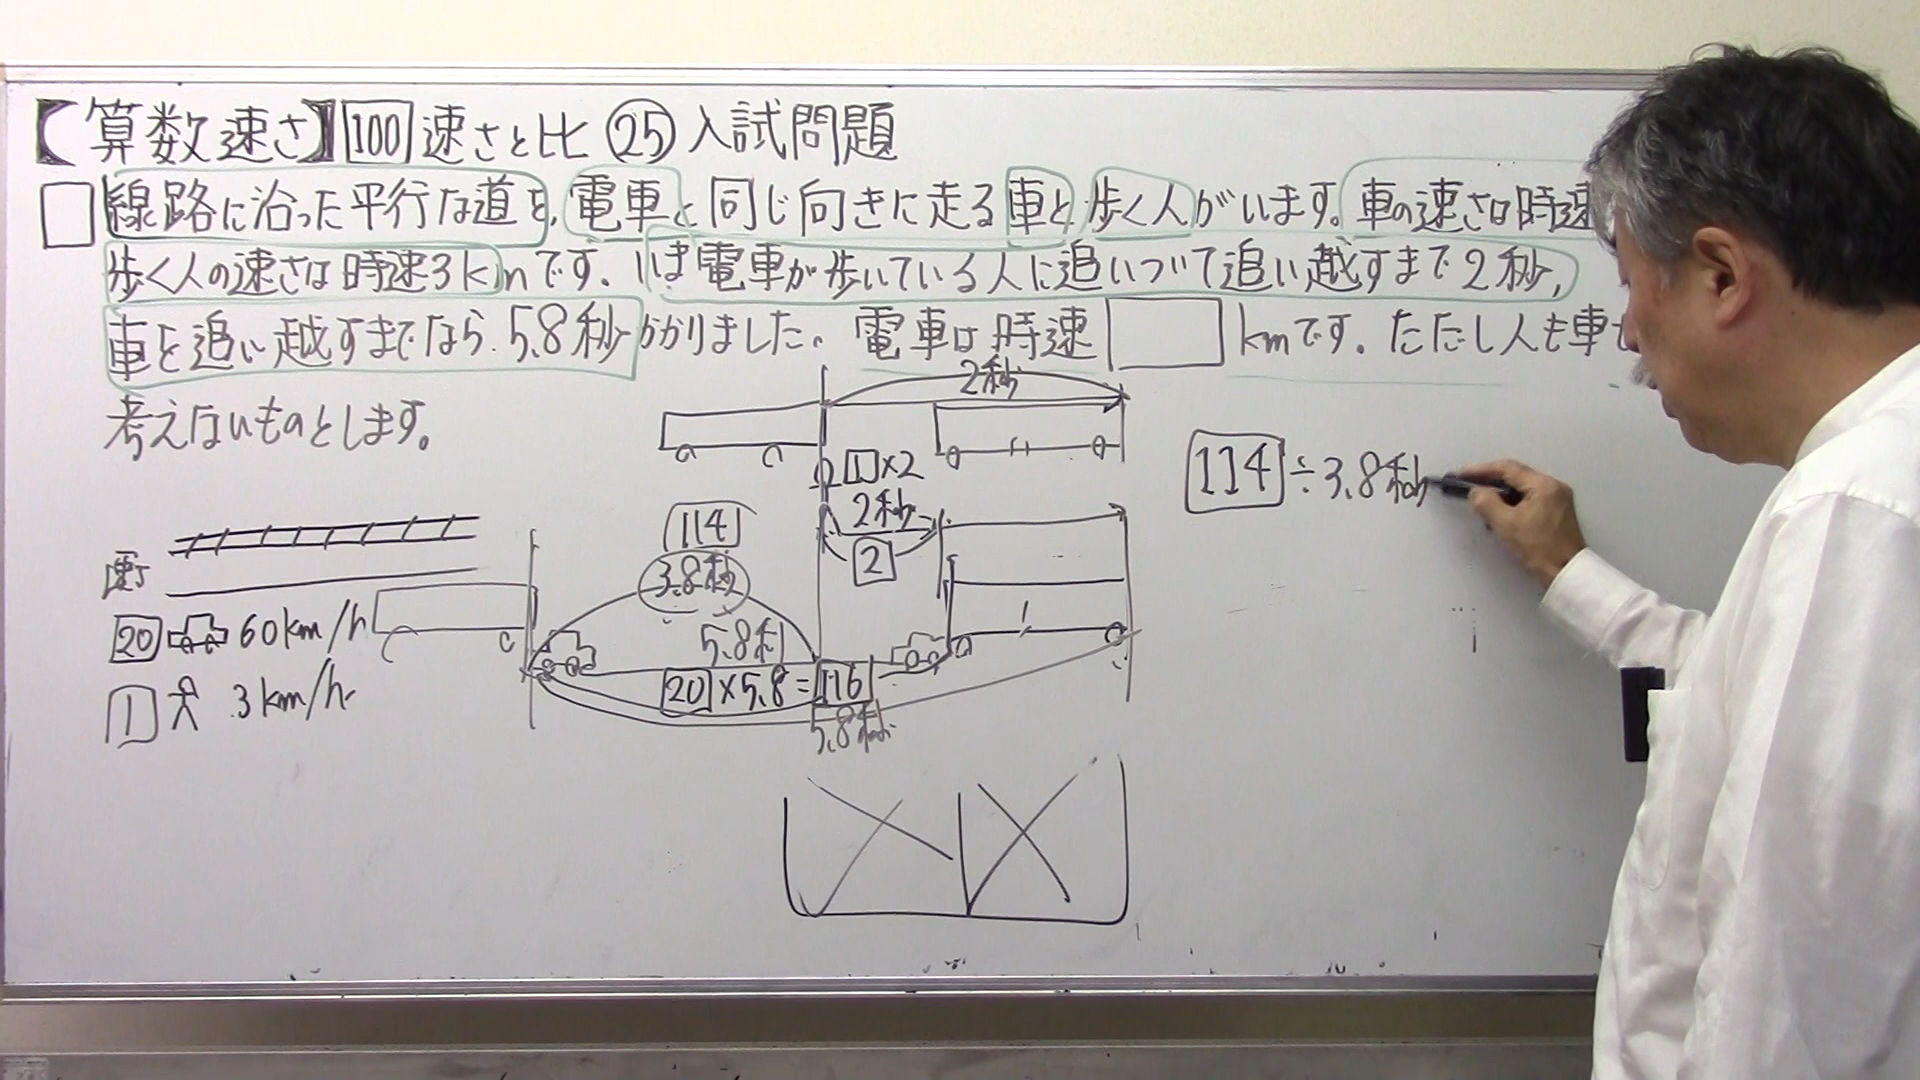 【算数速さ】 100 速さと比 ㉕ 入試問題
線路に沿った平行な道を、電車と同じ向きに走る車と歩く人がいます。車の速さは時速
歩く人の速さは時速3kmです。いま電車が歩いている人に追いついて追い越すまで2秒,
車を追い越すまでなら5.8秒かかりました。電車は時速 kmです。ただし人も車も
考えないものとします。
2秒
1×2
2秒
2
114
3.8秒
114÷3.8秒
20 60km/h
1 3km/h
5.8秒
20×5.8=116
5.8秒